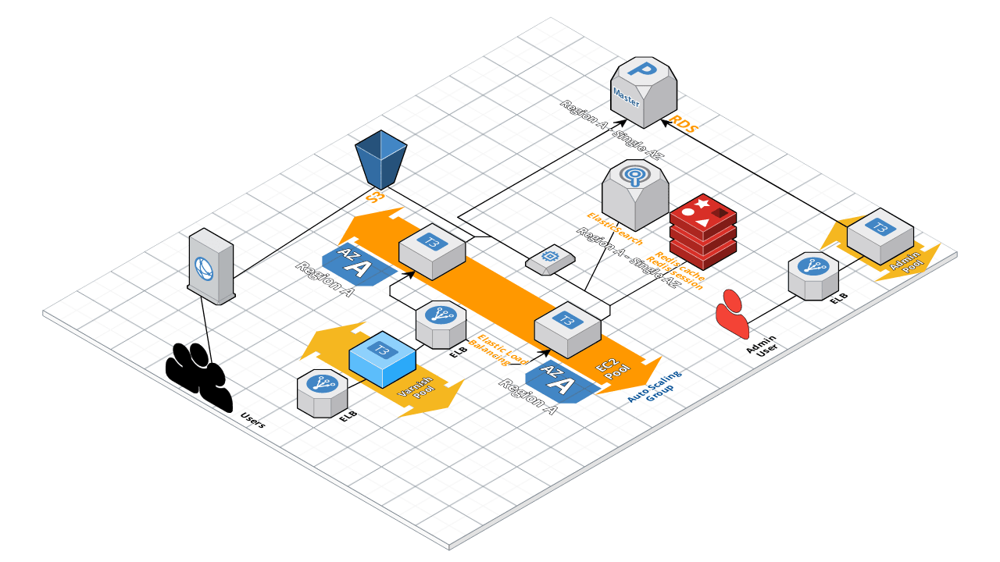 P
Master
RDS
Region A - Single AZ
S3
ElasticSearch
Region A - Single AZ
Redis cache
Redis session
T3
AZ
A
Region A
T3
Admin
pool
ELB
Admin
User
T3
EC2
Pool
Auto Scaling
Group
AZ
A
Region A
Elastic Load
Balancing
ELB
T3
Varnish
pool
ELB
Users